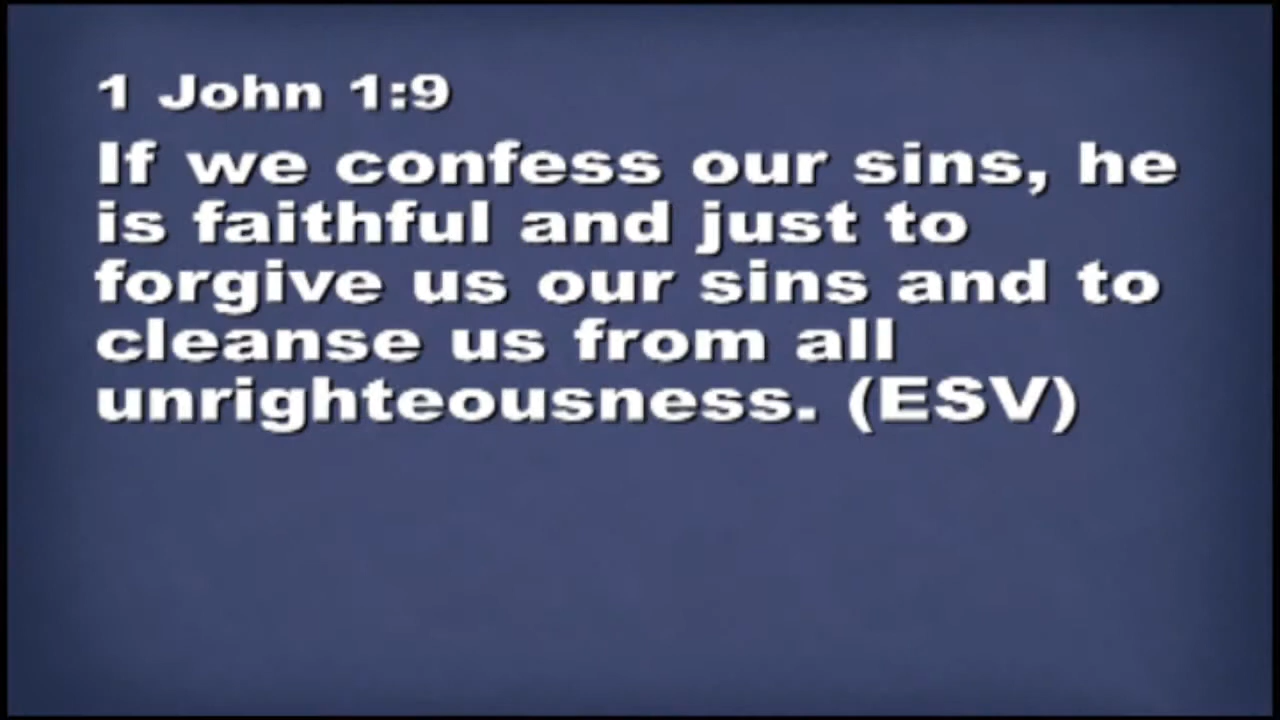 1 John 1:9
If we confess our sins, he
is faithful and just to
forgive us our sins and to
cleanse us from all
unrighteousness. (ESV)